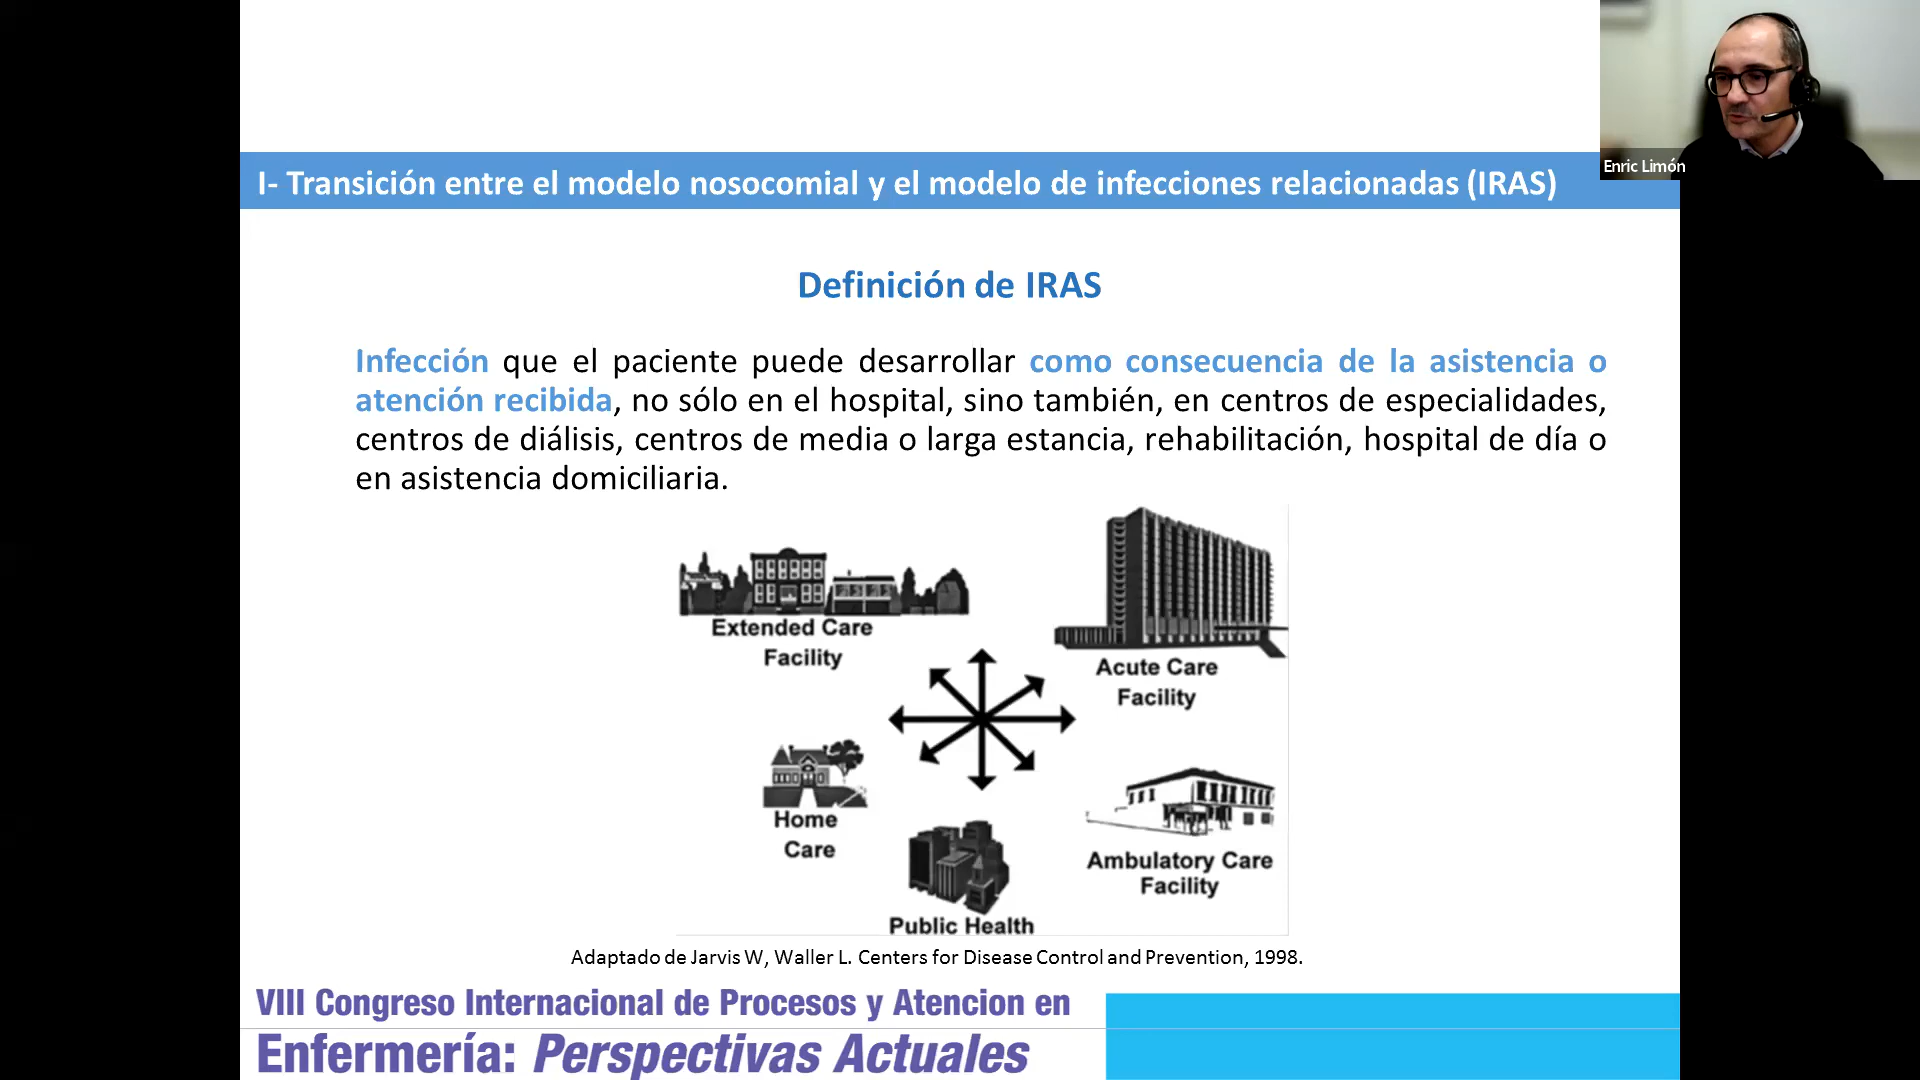 Enric Limón
I- Transición entre el modelo nosocomial y el modelo de infecciones relacionadas (IRAS)
Definición de IRAS
Infección que el paciente puede desarrollar como consecuencia de la asistencia o
atención recibida, no sólo en el hospital, sino también, en centros de especialidades,
centros de diálisis, centros de media o larga estancia, rehabilitación, hospital de día o
en asistencia domiciliaria.
Extended Care
Facility
Acute Care
Facility
Home
Care
Ambulatory Care
Facility
Public Health
Adaptado de Jarvis W, Waller L. Centers for Disease Control and Prevention, 1998.
VIII Congreso Internacional de Procesos y Atencion en
Enfermería: Perspectivas Actuales